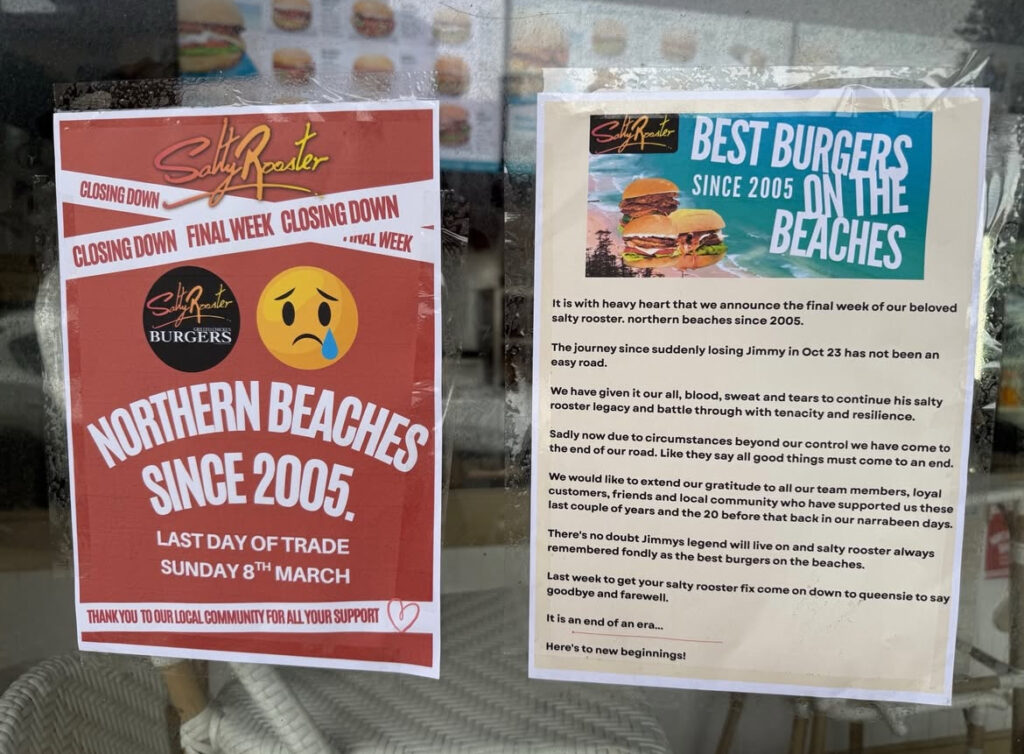 Salty Rooster
CLOSING DOWN
CLOSING DOWN FINAL WEEK CLOSING DOWN
FINAL WEEK
Salty Rooster
BURGERS
NORTHERN BEACHES
SINCE 2005.
LAST DAY OF TRADE
SUNDAY 8TH MARCH
THANK YOU TO OUR LOCAL COMMUNITY FOR ALL YOUR SUPPORT
Salty Rooster
BEST BURGERS
SINCE 2005 ON THE
BEACHES
It is with heavy heart that we announce the final week of our beloved
salty rooster. northern beaches since 2005.
The journey since suddenly losing Jimmy in Oct 23 has not been an
easy road.
We have given it our all, blood, sweat and tears to continue his salty
rooster legacy and battle through with tenacity and resilience.
Sadly now due to circumstances beyond our control we have come to
the end of our road. Like they say all good things must come to an end.
We would like to extend our gratitude to all our team members, loyal
customers, friends and local community who have supported us these
last couple of years and the 20 before that back in our narrabeen days.
There's no doubt Jimmys legend will live on and salty rooster always
remembered fondly as the best burgers on the beaches.
Last week to get your salty rooster fix come on down to queensie to say
goodbye and farewell.
It is an end of an era...
Here's to new beginnings!